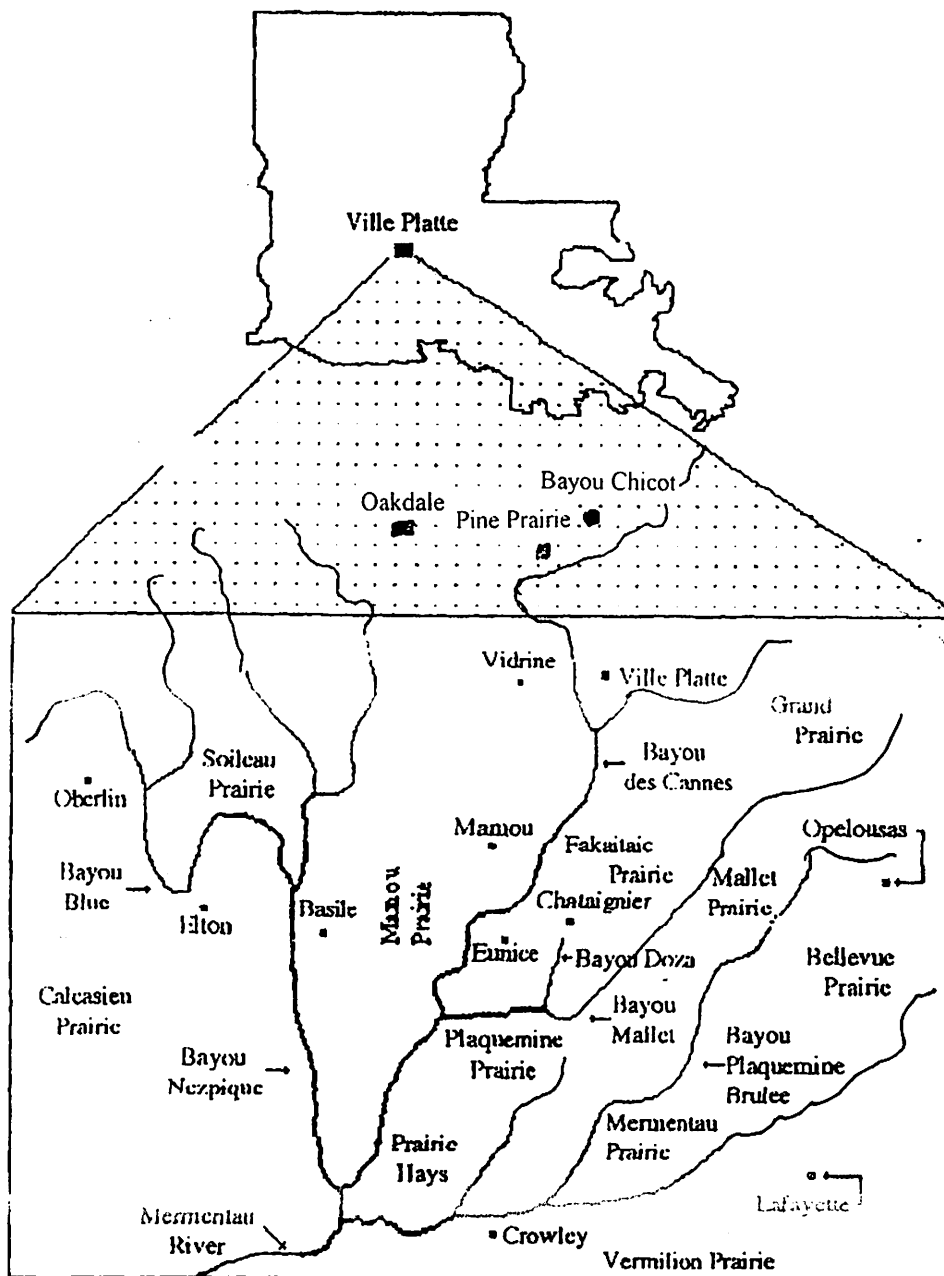 Ville Platte
Bayou Chicot
Oakdale
Pine Prairie
Vidrine
Ville Platte
Grand
Prairie
Soileau
Prairie
Bayou
des Cannes
Oberlin
Mamou
Opelousas
Fakaitaic
Prairie
Mallet
Prairie
Bayou
Blue
Elton
Basile
Mamou
Prairie
Chataignier
Eunice
Bayou Doza
Bellevue
Prairie
Calcasieu
Prairie
Bayou
Mallet
Plaquemine
Prairie
Bayou
Nezpique
Bayou
Plaquemine
Brulee
Mermentau
Prairie
Prairie
Hays
Mermentau
River
Lafayette
Crowley
Vermilion Prairie